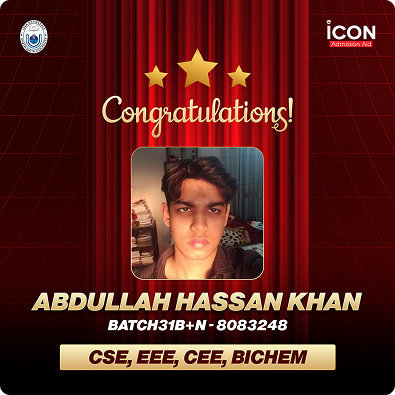 iCON
Admission Aid
Congratulations!
ABDULLAH HASSAN KHAN
BATCH31B+N - 8083248
CSE, EEE, CEE, BICHEM